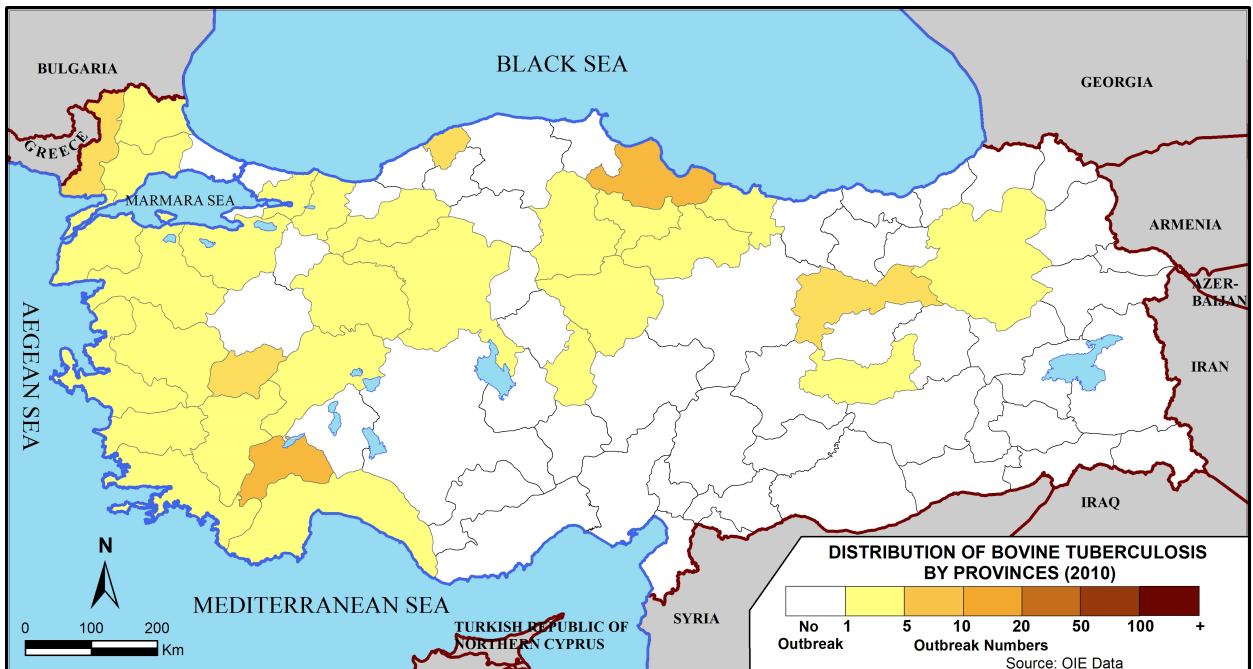 BULGARIA
BLACK SEA
GEORGIA
GREECE
MARMARA SEA
ARMENIA
AZER-
BAIJAN
AEGEAN SEA
IRAN
IRAQ
N
MEDITERRANEAN SEA
SYRIA
TURKISH REPUBLIC OF
NORTHERN CYPRUS
0 100 200
Km
DISTRIBUTION OF BOVINE TUBERCULOSIS
BY PROVINCES (2010)
No 1 5 10 20 50 100 +
Outbreak Outbreak Numbers
Source: OIE Data